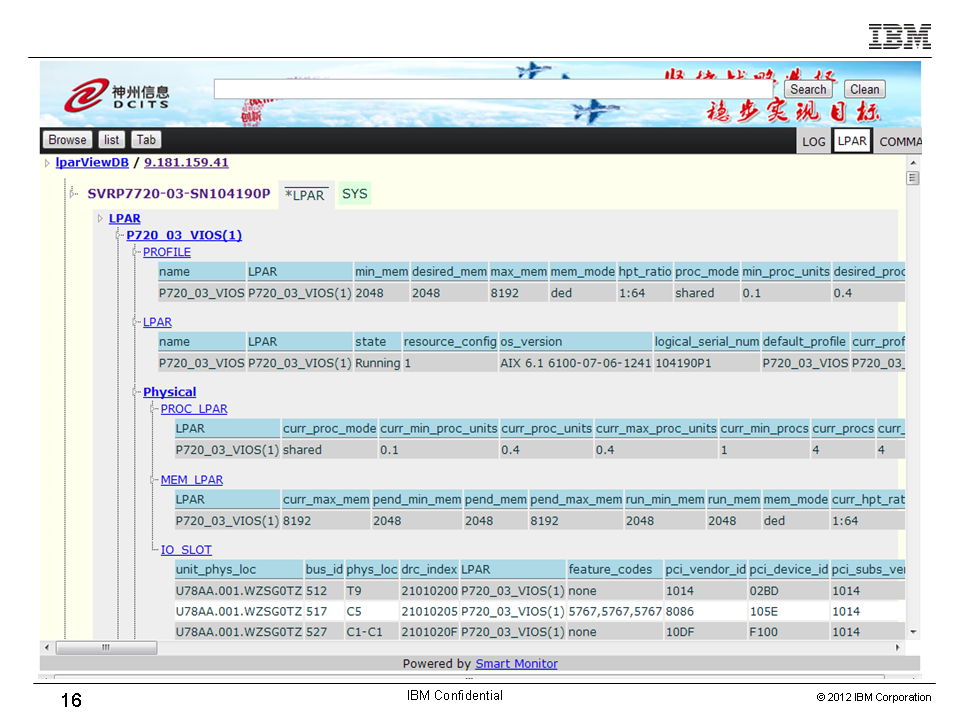 IBM
神州信息
DCITS
创新
坚持战略选择
稳步实现目标
Search Clean
Browse list Tab LOG LPAR COMMA
lparViewDB / 9.181.159.41
SVRP7720-03-SN104190P *LPAR SYS
LPAR
P720_03_VIOS(1)
PROFILE
name LPAR min_mem desired_mem max_mem mem_mode hpt_ratio proc_mode min_proc_units desired_proc
P720_03_VIOS P720_03_VIOS(1) 2048 2048 8192 ded 1:64 shared 0.1 0.4
LPAR
name LPAR state resource_config os_version logical_serial_num default_profile curr_prof
P720_03_VIOS P720_03_VIOS(1) Running 1 AIX 6.1 6100-07-06-1241 104190P1 P720_03_VIOS P720_03_
Physical
PROC_LPAR
LPAR curr_proc_mode curr_min_proc_units curr_proc_units curr_max_proc_units curr_min_procs curr_procs curr_
P720_03_VIOS(1) shared 0.1 0.4 0.4 1 4 4
MEM_LPAR
LPAR curr_max_mem pend_min_mem pend_mem pend_max_mem run_min_mem run_mem mem_mode curr_hpt_rat
P720_03_VIOS(1) 8192 2048 2048 8192 2048 2048 ded 1:64
IO_SLOT
unit_phys_loc bus_id phys_loc drc_index LPAR feature_codes pci_vendor_id pci_device_id pci_subs_ve
U78AA.001.WZSG0TZ 512 T9 21010200 P720_03_VIOS(1) none 1014 02BD 1014
U78AA.001.WZSG0TZ 517 C5 21010205 P720_03_VIOS(1) 5767,5767,5767 8086 105E 1014
U78AA.001.WZSG0TZ 527 C1-C1 2101020F P720_03_VIOS(1) none 10DF F100 1014
Powered by Smart Monitor
16 IBM Confidential © 2012 IBM Corporation